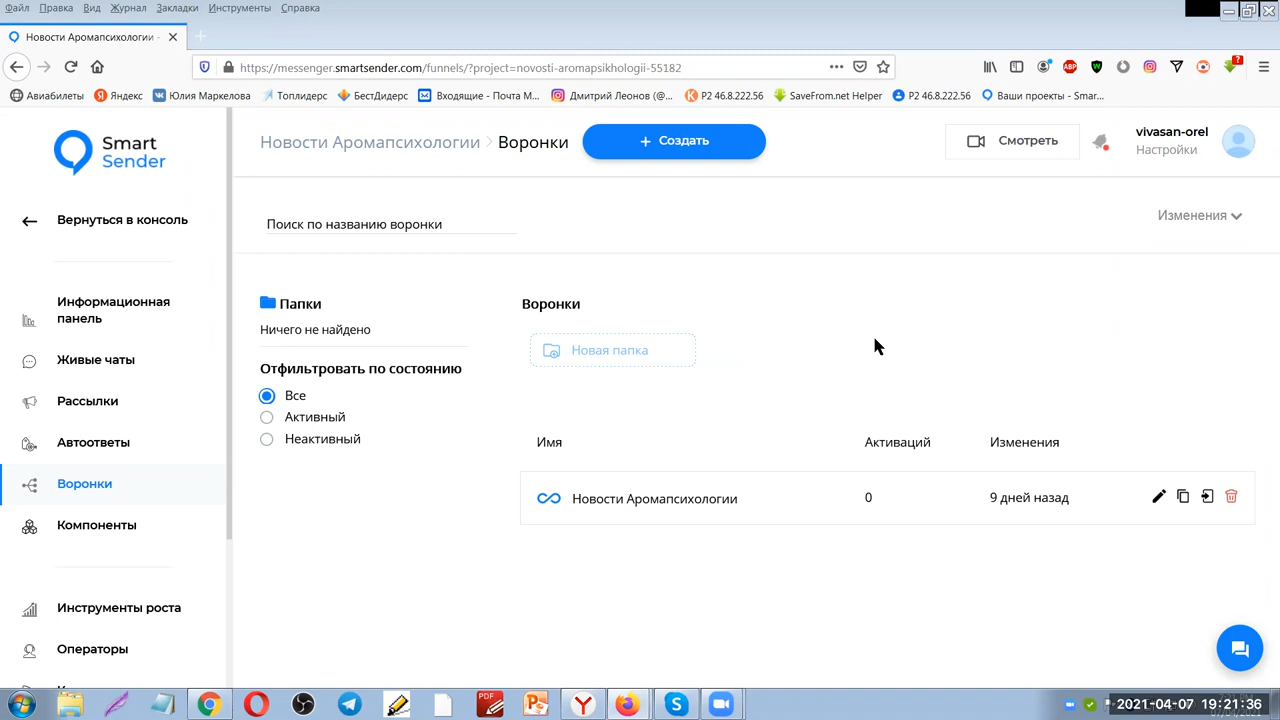 Файл Правка Вид Журнал Закладки Инструменты Справка
Новости Аромапсихологии -
https://messenger.smartsender.com/funnels/?project=novosti-aromapsikhologii-55182
Авиабилеты Яндекс Юлия Маркелова Топлидерс БестДидерс Входящие - Почта М... Дмитрий Леонов (@... P2 46.8.222.56 SaveFrom.net Helper P2 46.8.222.56 Ваши проекты - Smar...
Smart
Sender
Новости Аромапсихологии > Воронки
+ Создать
Смотреть
vivasan-orel
Настройки
Вернуться в консоль
Поиск по названию воронки
Изменения
Информационная
панель
Живые чаты
Рассылки
Автоответы
Воронки
Компоненты
Инструменты роста
Операторы
Папки
Ничего не найдено
Отфильтровать по состоянию
Все
Активный
Неактивный
Воронки
Новая папка
Имя Активаций Изменения
Новости Аромапсихологии 0 9 дней назад
2021-04-07 19:21:36